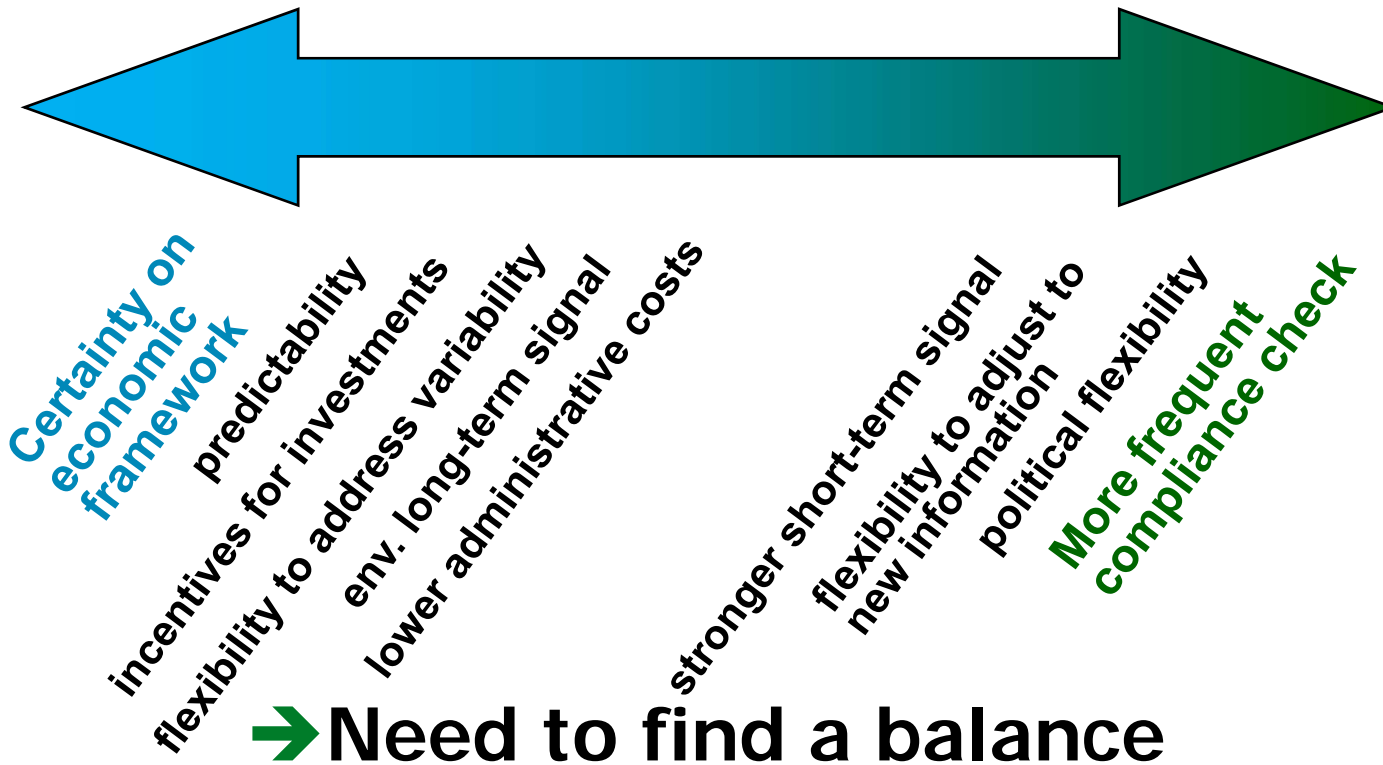 Certainty on
economic
framework
predictability
incentives for investments
flexibility to address variability
env. long-term signal
lower administrative costs
stronger short-term signal
flexibility to adjust to
new information
political flexibility
More frequent
compliance check
➔Need to find a balance